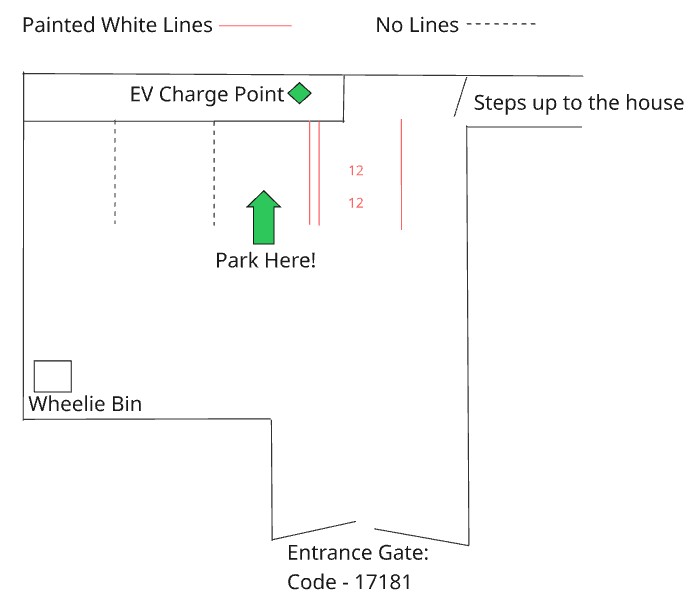 Painted White Lines
No Lines
EV Charge Point
Steps up to the house
12
12
Park Here!
Wheelie Bin
Entrance Gate:
Code - 17181